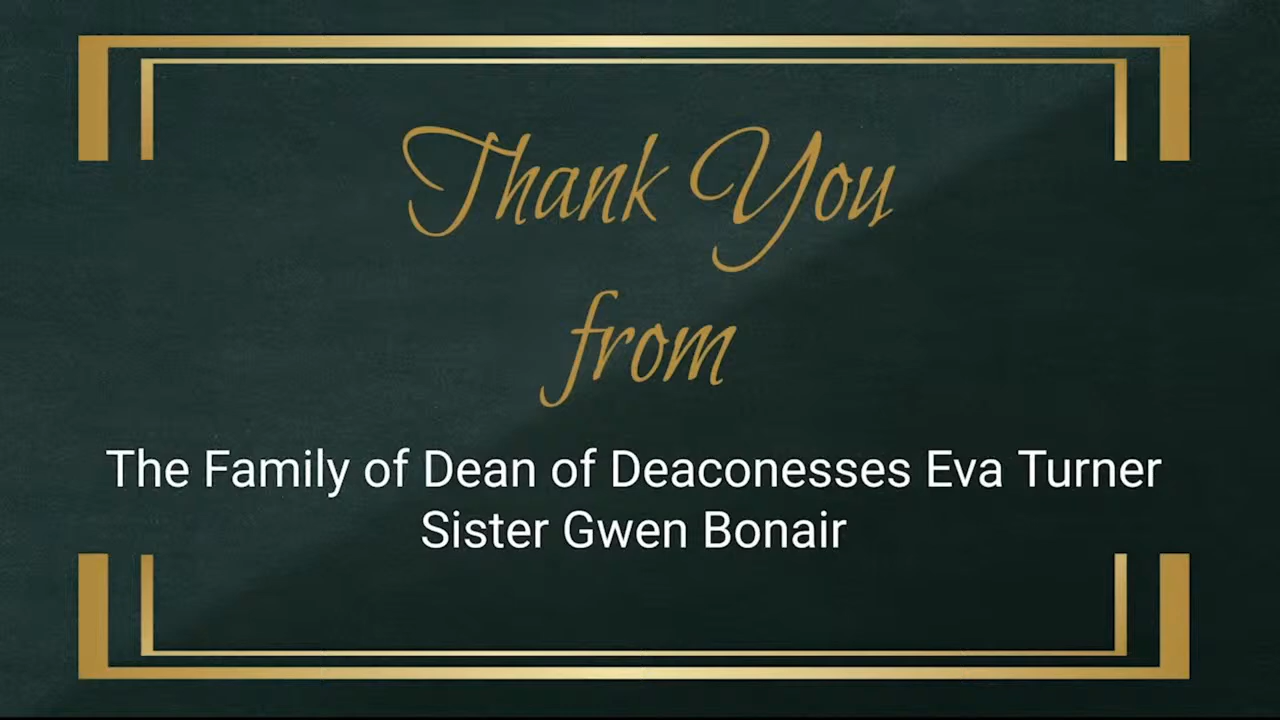 Thank You
from
The Family of Dean of Deaconesses Eva Turner
Sister Gwen Bonair